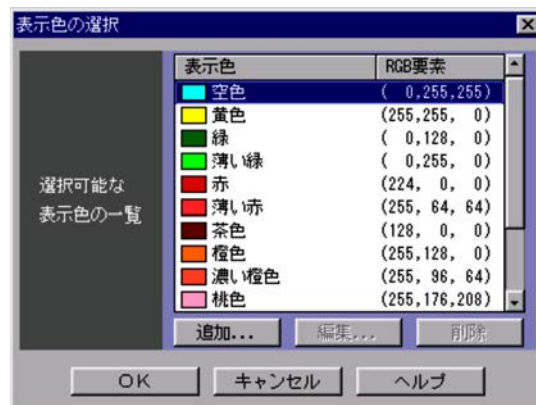 表示色の選択
表示色 RGB要素
空色 ( 0,255,255)
黄色 (255,255, 0)
緑 ( 0,128, 0)
薄い緑 ( 0,255, 0)
赤 (224, 0, 0)
薄い赤 (255, 64, 64)
茶色 (128, 0, 0)
橙色 (255,128, 0)
濃い橙色 (255, 96, 64)
桃色 (255,176,208)
選択可能な
表示色の一覧
追加... 編集... 削除
OK キャンセル ヘルプ